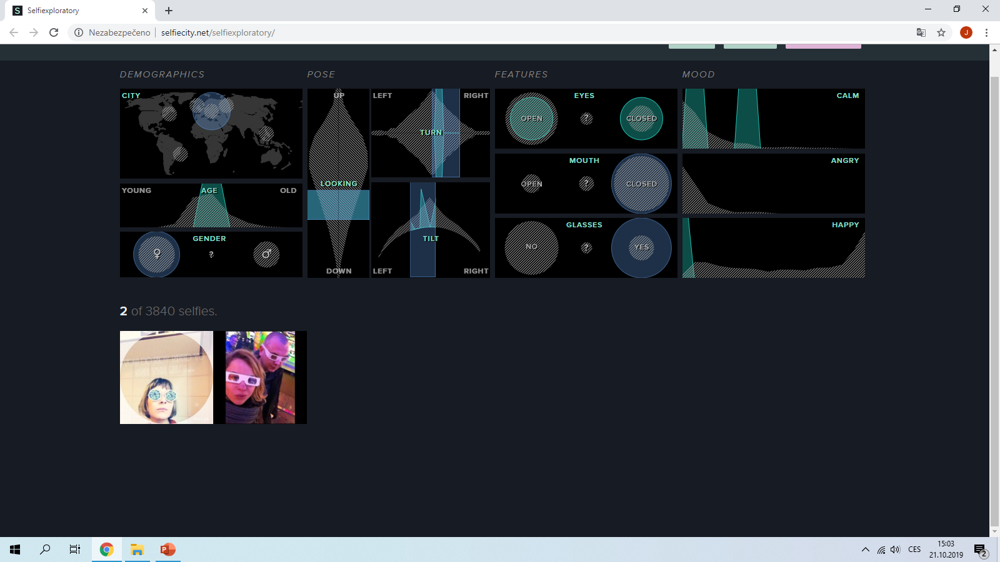 Selfiexploratory
Nezabezpečeno
selfiecity.net/selfiexploratory/
J
DEMOGRAPHICS
POSE
FEATURES
MOOD
CITY
UP
LEFT
RIGHT
EYES
CALM
OPEN
?
CLOSED
TURN
MOUTH
ANGRY
LOOKING
OPEN
?
CLOSED
YOUNG
AGE
OLD
GLASSES
HAPPY
GENDER
TILT
NO
?
YES
♀
?
♂
DOWN
LEFT
RIGHT
2 of 3840 selfies.
CES
15:03
21.10.2019
2